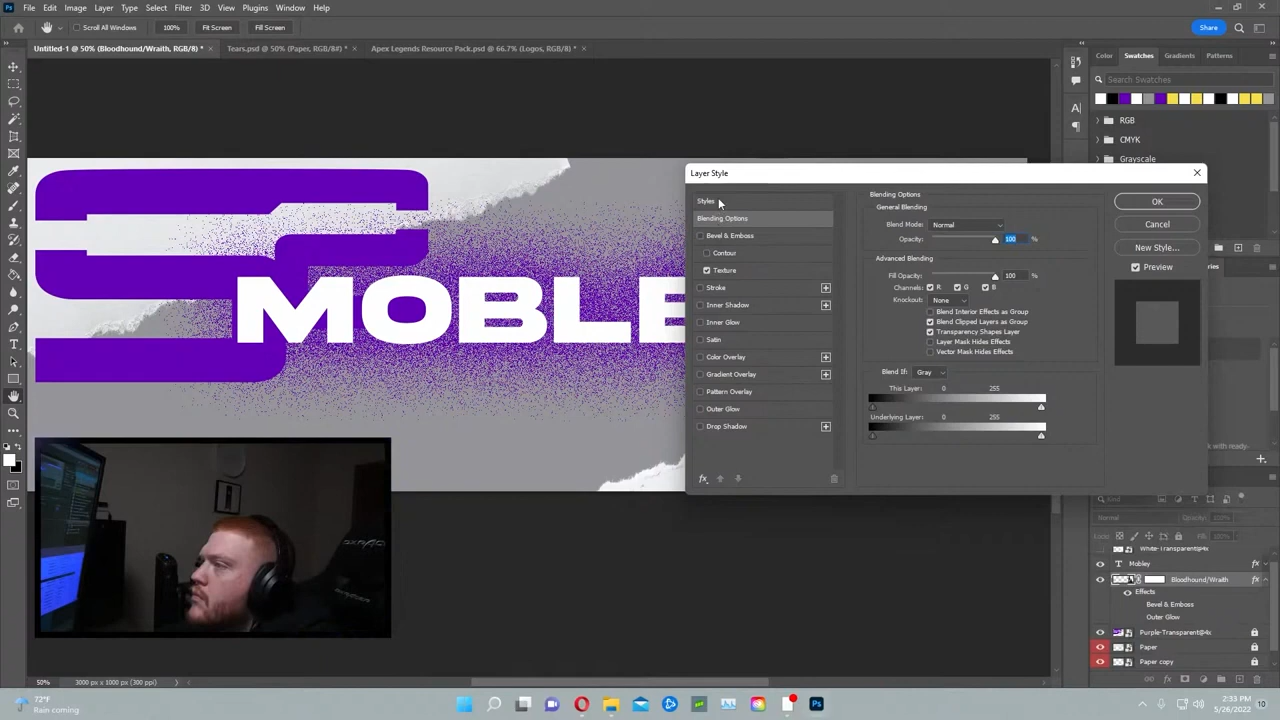 Ps File Edit Image Layer Type Select Filter 3D View Plugins Window Help
Scroll All Windows 100% Fit Screen Fill Screen Share
Untitled-1 @ 50% (Bloodhound/Wraith, RGB/8) * × Tears.psd @ 50% (Paper, RGB/8#) * × Apex Legends Resource Pack.psd @ 66.7% (Logos, RGB/8) * ×
Color Swatches Gradients Patterns
Search Swatches
RGB
CMYK
Grayscale
MOBLE
Layer Style
Styles
Blending Options
Bevel & Emboss
Contour
Texture
Stroke
Inner Shadow
Inner Glow
Satin
Color Overlay
Gradient Overlay
Pattern Overlay
Outer Glow
Drop Shadow
fx
Blending Options
General Blending
Blend Mode: Normal
Opacity: 100 %
Advanced Blending
Fill Opacity: 100 %
Channels: R G B
Knockout: None
Blend Interior Effects as Group
Blend Clipped Layers as Group
Transparency Shapes Layer
Layer Mask Hides Effects
Vector Mask Hides Effects
Blend If: Gray
This Layer: 0 255
Underlying Layer: 0 255
OK
Cancel
New Style...
Preview
Kind
Normal Opacity: 100%
Lock: Fill: 100%
White-Transparent@4x
T Mobley fx
Bloodhound/Wraith fx
Effects
Bevel & Emboss
Outer Glow
Purple-Transparent@4x
Paper
Paper copy
50% 3000 px x 1000 px (300 ppi)
72°F
Rain coming
Ps
2:33 PM
5/26/2022